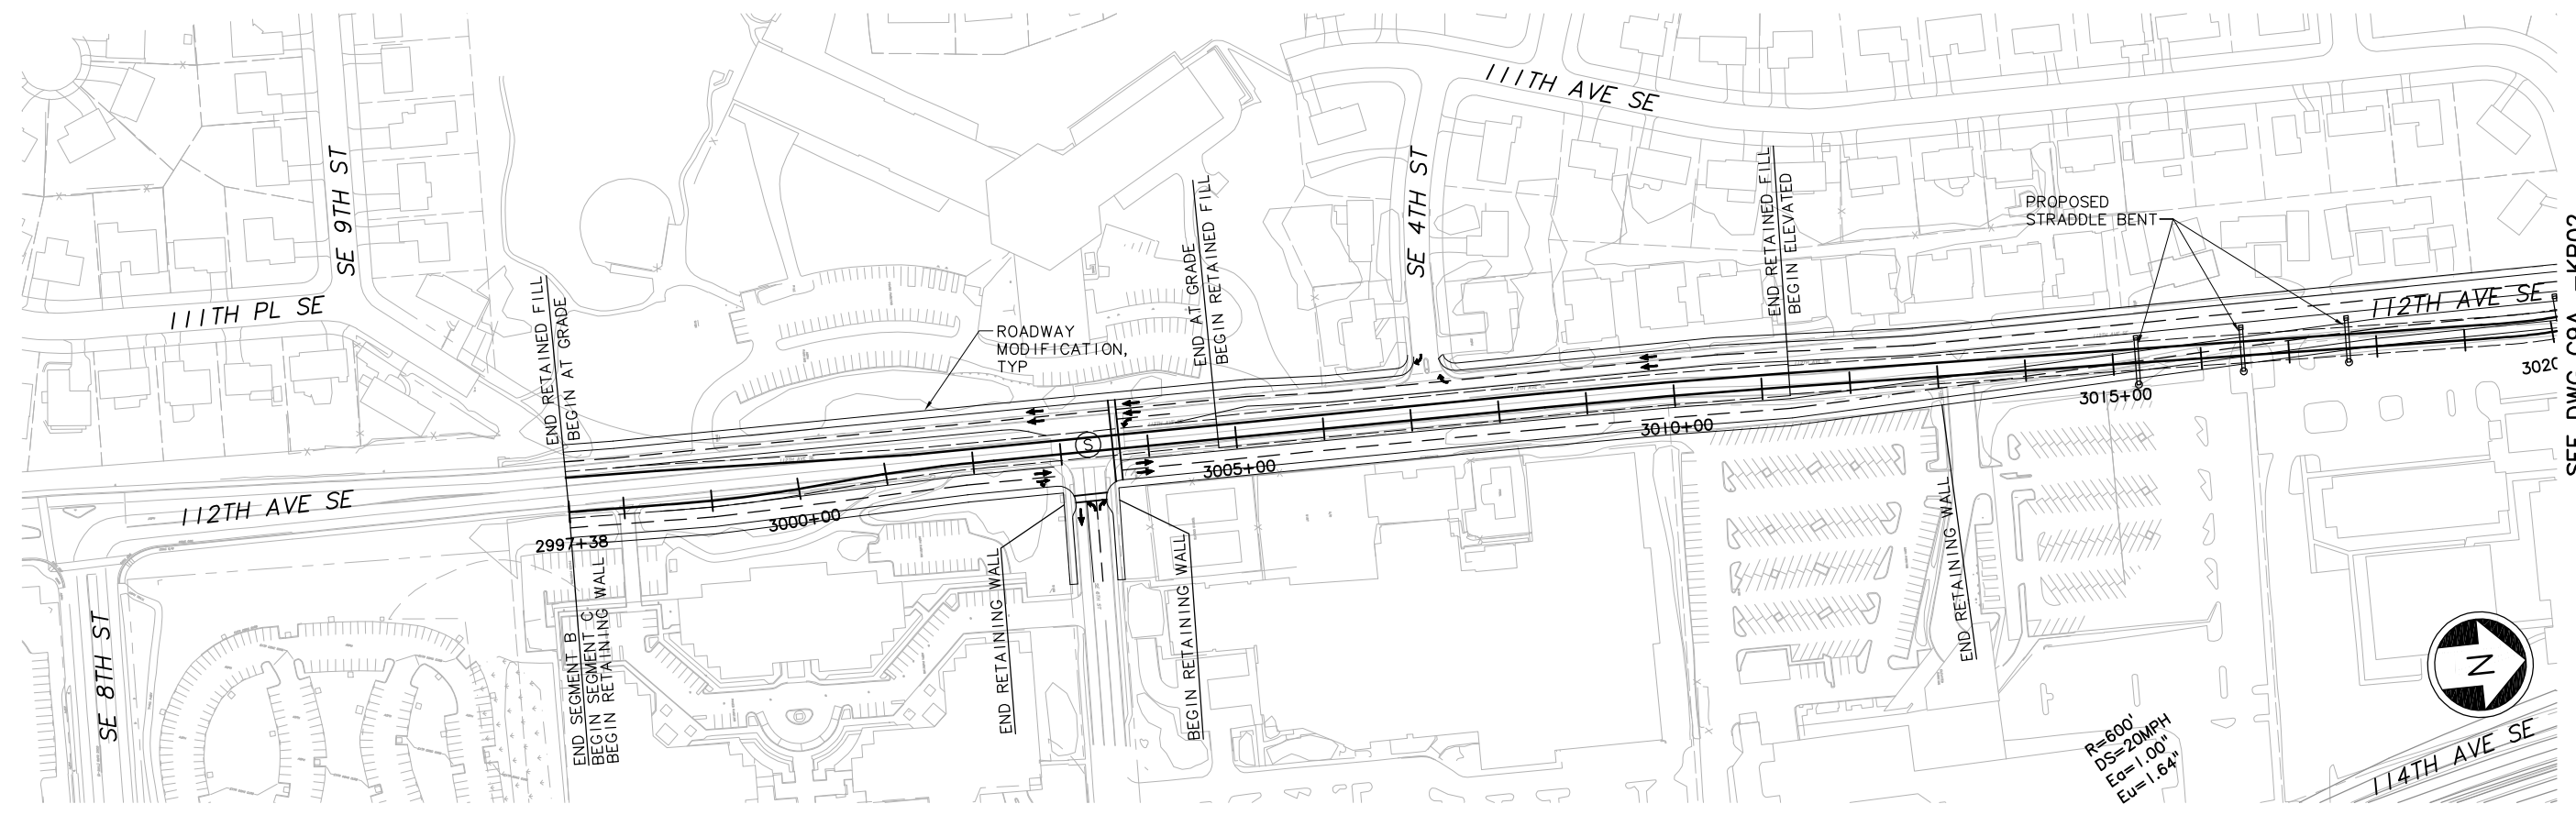 111TH AVE SE
SE 9TH ST
SE 4TH ST
END RETAINED FILL
BEGIN ELEVATED
PROPOSED
STRADDLE BENT
END AT GRADE
BEGIN RETAINED FILL
111TH PL SE
END RETAINED FILL
BEGIN AT GRADE
ROADWAY
MODIFICATION,
TYP
112TH AVE SE
3020
3015+00
3010+00
S
3005+00
112TH AVE SE
3000+00
2997+38
END SEGMENT B
BEGIN SEGMENT C
BEGIN RETAINING WALL
END RETAINING WALL
BEGIN RETAINING WALL
END RETAINING WALL
SE 8TH ST
N
R=600'
DS=20MPH
Ea=1.00"
Eu=1.64"
114TH AVE SE